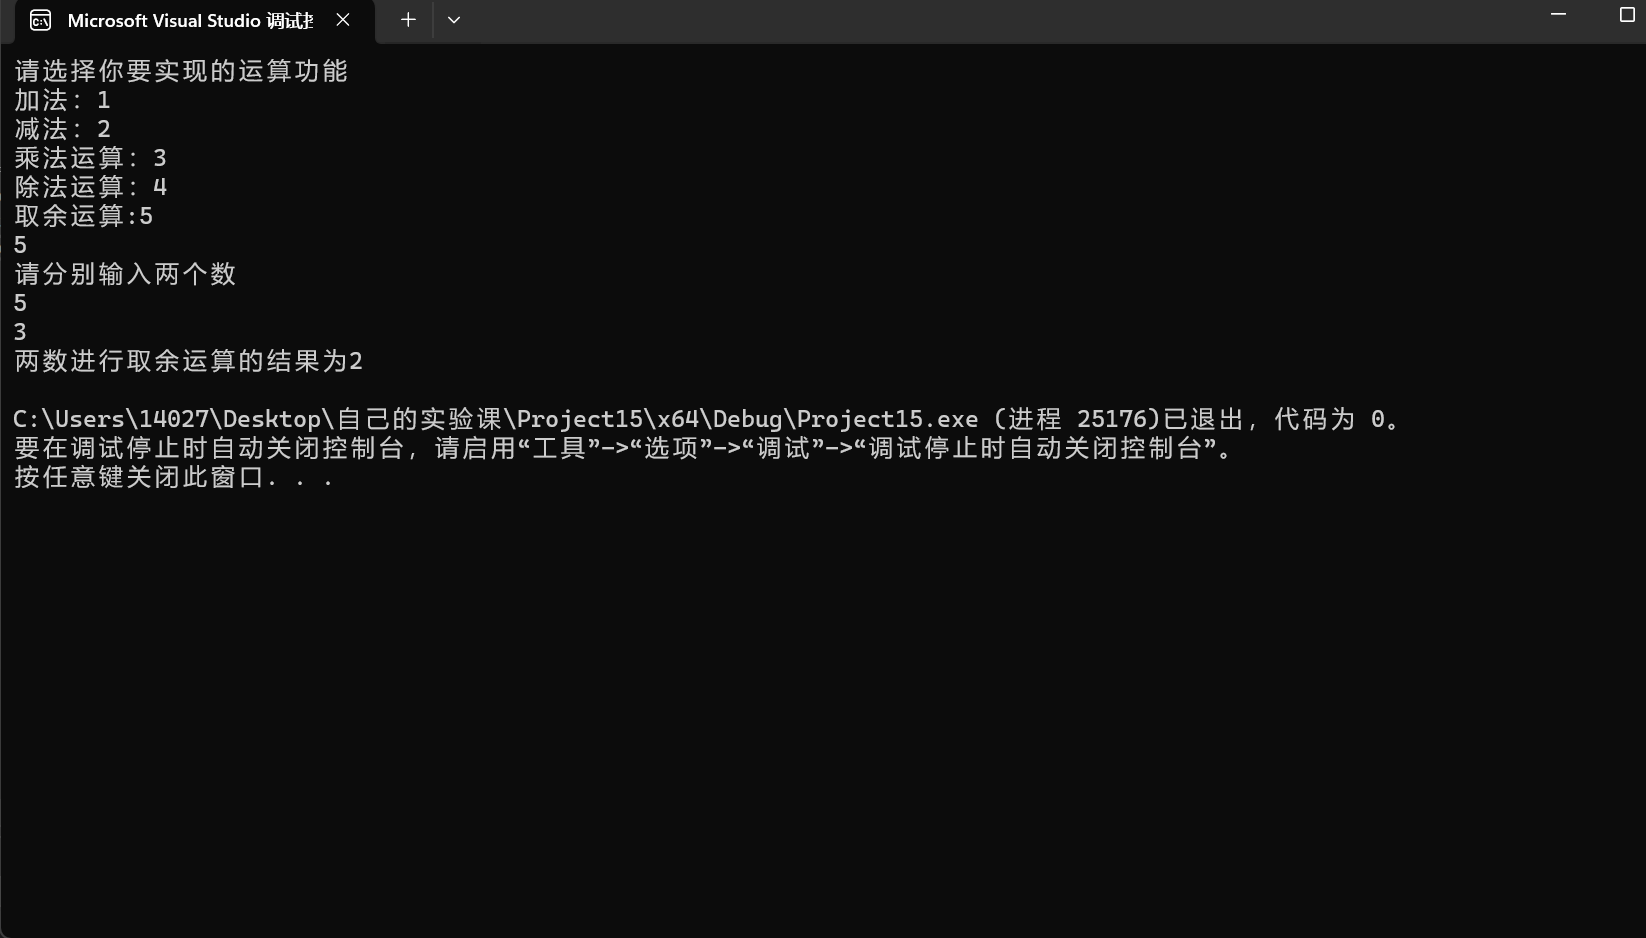 Microsoft Visual Studio 调试
请选择你要实现的运算功能
加法：1
减法：2
乘法运算：3
除法运算：4
取余运算:5
5
请分别输入两个数
5
3
两数进行取余运算的结果为2
C:\Users\14027\Desktop\自己的实验课\Project15\x64\Debug\Project15.exe (进程 25176)已退出，代码为 0。
要在调试停止时自动关闭控制台，请启用“工具”->“选项”->“调试”->“调试停止时自动关闭控制台”。
按任意键关闭此窗口. . .